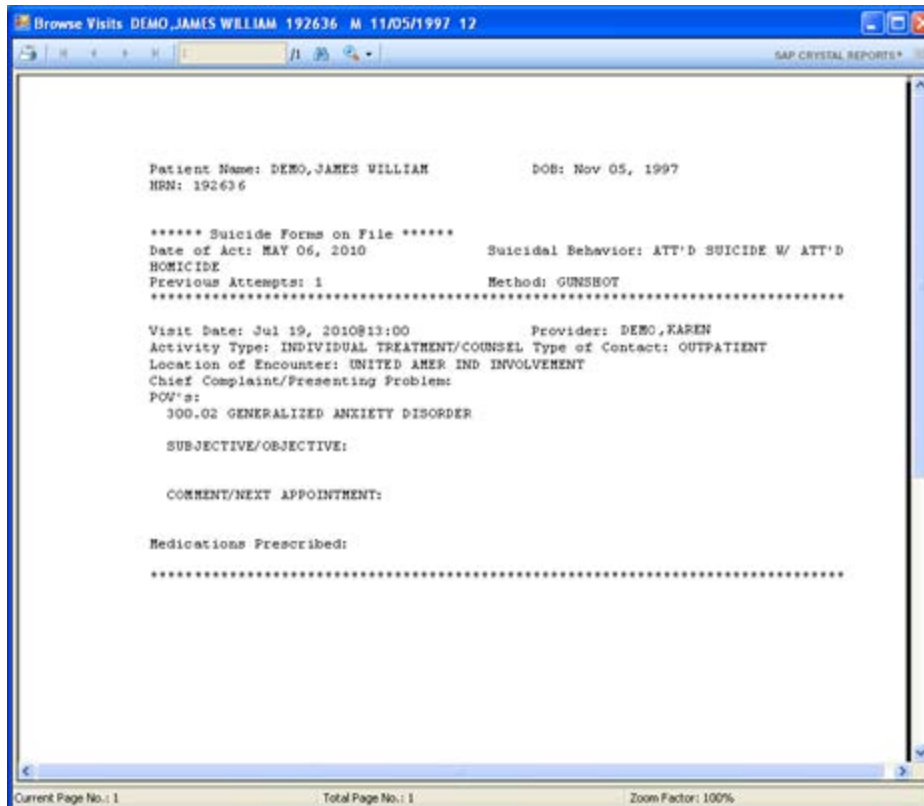 Browse Visits DEMO,JAMES WILLIAM 192636 M 11/05/1997 12
/1
SAP CRYSTAL REPORTS
Patient Name: DEMO,JAMES WILLIAM DOB: Nov 05, 1997
HRN: 192636
****** Suicide Forms on File ******
Date of Act: MAY 06, 2010 Suicidal Behavior: ATT'D SUICIDE W/ ATT'D
HOMICIDE
Previous Attempts: 1 Method: GUNSHOT
*******************************************************************************
Visit Date: Jul 19, 2010@13:00 Provider: DEMO,KAREN
Activity Type: INDIVIDUAL TREATMENT/COUNSEL Type of Contact: OUTPATIENT
Location of Encounter: UNITED AMER IND INVOLVEMENT
Chief Complaint/Presenting Problem:
POV's:
300.02 GENERALIZED ANXIETY DISORDER
SUBJECTIVE/OBJECTIVE:
COMMENT/NEXT APPOINTMENT:
Medications Prescribed:
*******************************************************************************
Current Page No.: 1 Total Page No.: 1 Zoom Factor: 100%